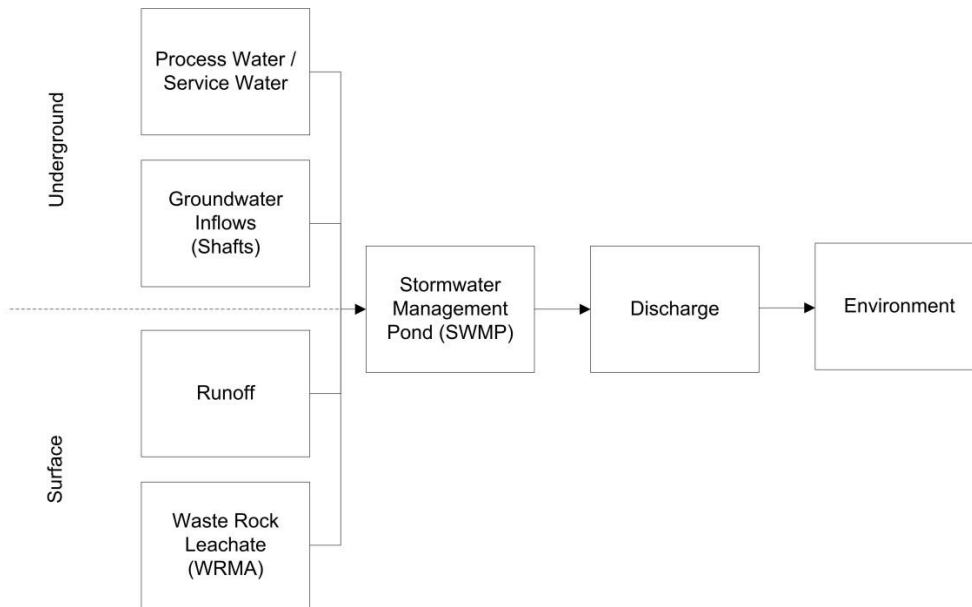 Underground
Process Water /
Service Water
Groundwater
Inflows
(Shafts)
Stormwater
Management
Pond (SWMP)
Discharge
Environment
Surface
Runoff
Waste Rock
Leachate
(WRMA)